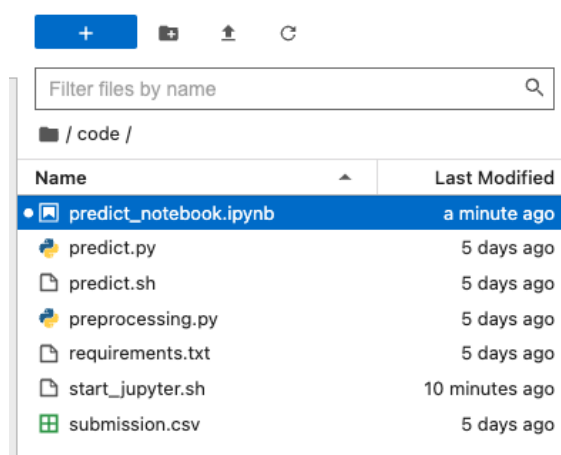 +
Filter files by name
/ code /
Name Last Modified
predict_notebook.ipynb a minute ago
predict.py 5 days ago
predict.sh 5 days ago
preprocessing.py 5 days ago
requirements.txt 5 days ago
start_jupyter.sh 10 minutes ago
submission.csv 5 days ago